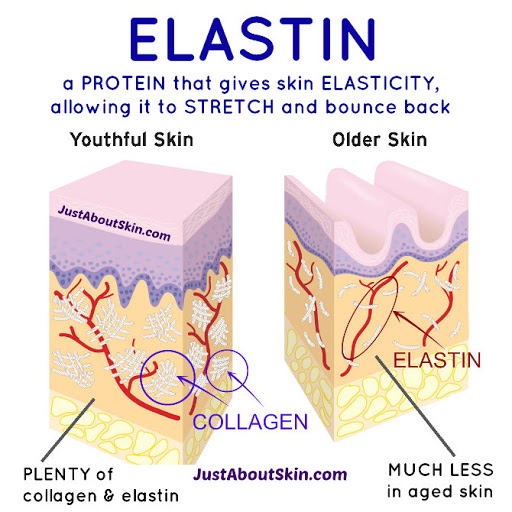 ELASTIN
a PROTEIN that gives skin ELASTICITY,
allowing it to STRETCH and bounce back
Youthful Skin
Older Skin
JustAboutSkin.com
ELASTIN
COLLAGEN
PLENTY of
collagen & elastin
JustAboutSkin.com
MUCH LESS
in aged skin